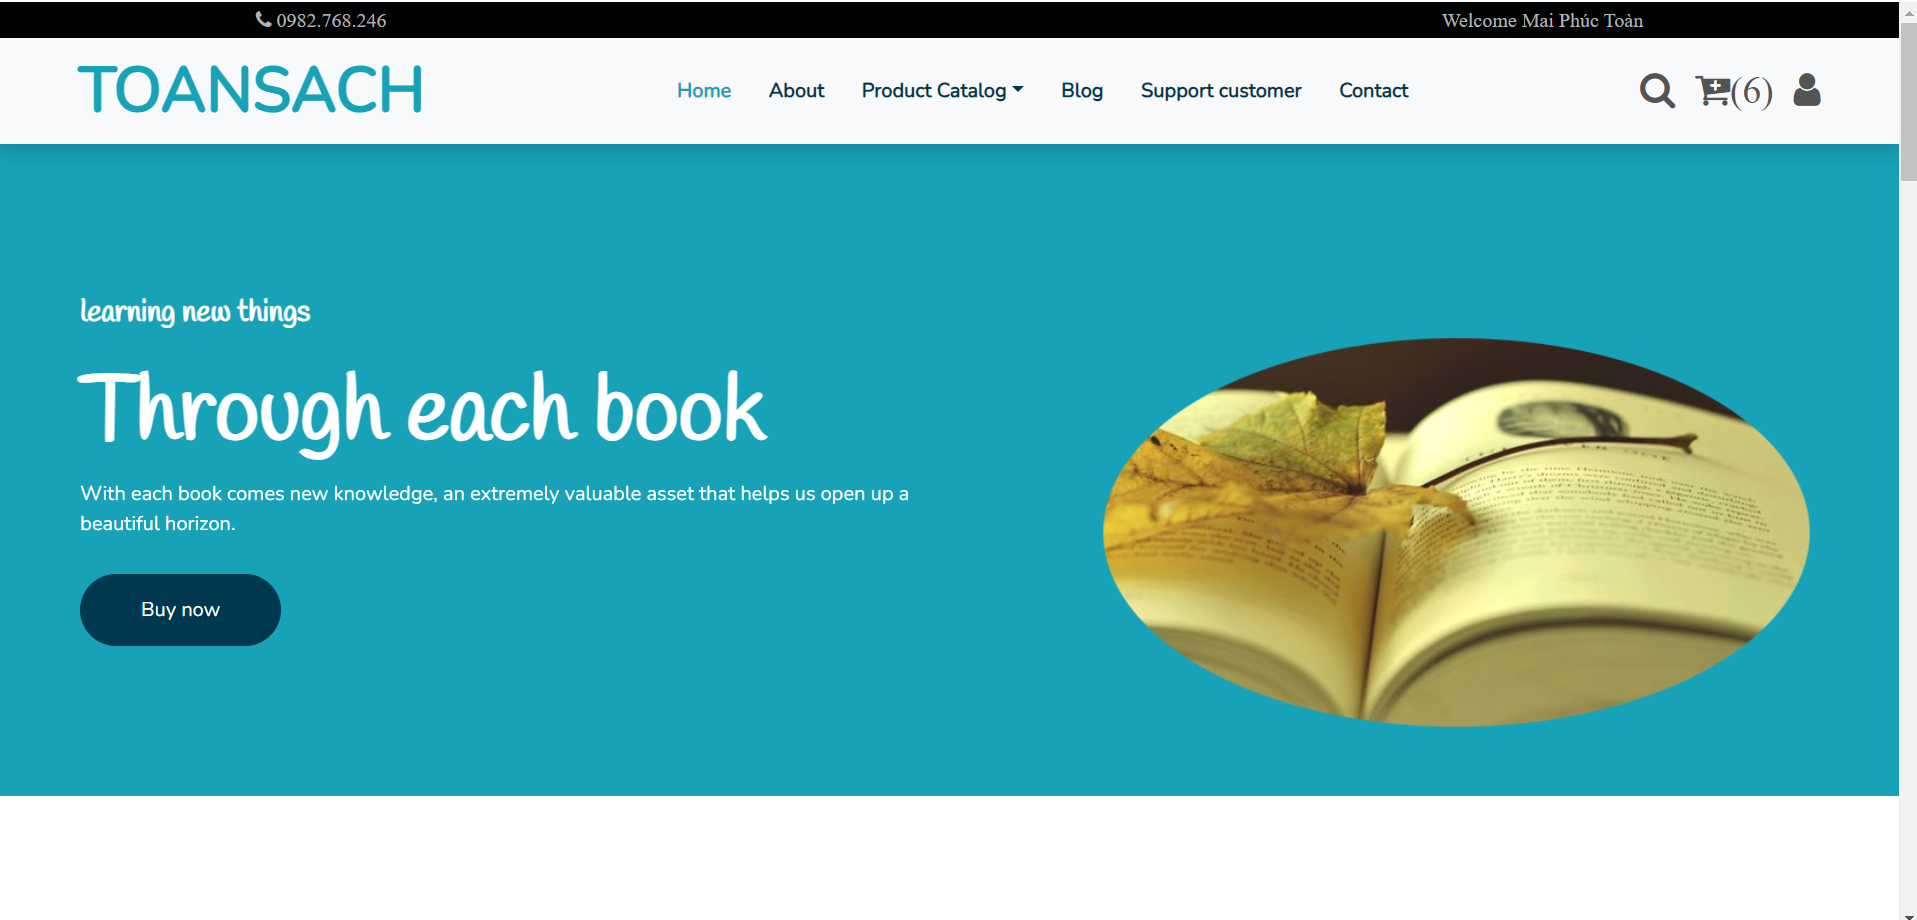 0982.768.246
Welcome Mai Phúc Toàn
TOANSACH
Home
About
Product Catalog
Blog
Support customer
Contact
(6)
learning new things
Through each book
With each book comes new knowledge, an extremely valuable asset that helps us open up a
beautiful horizon.
Buy now